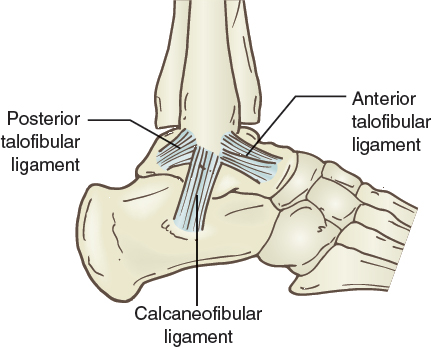 Posterior
talofibular
ligament
Anterior
talofibular
ligament
Calcaneofibular
ligament